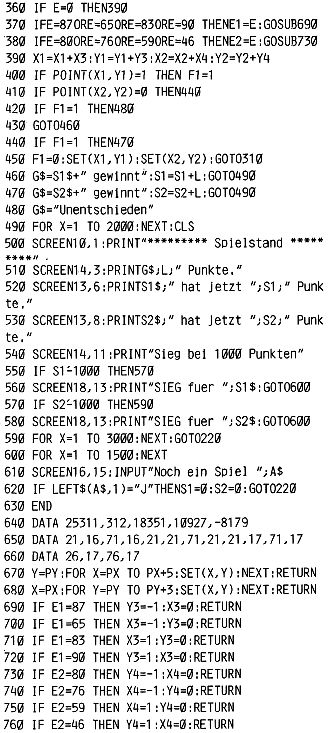 360 IF E=0 THEN390
370 IFE=87ORE=65ORE=83ORE=90 THENE1=E:GOSUB690
380 IFE=80ORE=76ORE=59ORE=46 THENE2=E:GOSUB730
390 X1=X1+X3:Y1=Y1+Y3:X2=X2+X4:Y2=Y2+Y4
400 IF POINT(X1,Y1)=1 THEN F1=1
410 IF POINT(X2,Y2)=0 THEN440
420 IF F1=1 THEN480
430 GOTO460
440 IF F1=1 THEN470
450 F1=0:SET(X1,Y1):SET(X2,Y2):GOTO310
460 G$=S1$+" gewinnt":S1=S1+L:GOTO490
470 G$=S2$+" gewinnt":S2=S2+L:GOTO490
480 G$="Unentschieden"
490 FOR X=1 TO 2000:NEXT:CLS
500 SCREEN10,1:PRINT"********* Spielstand *****
****"
510 SCREEN14,3:PRINTG$;L;" Punkte."
520 SCREEN13,6:PRINTS1$;" hat jetzt ";S1;" Punk
te."
530 SCREEN13,8:PRINTS2$;" hat jetzt ";S2;" Punk
te."
540 SCREEN14,11:PRINT"Sieg bei 1000 Punkten"
550 IF S1<1000 THEN570
560 SCREEN18,13:PRINT"SIEG fuer ";S1$:GOTO600
570 IF S2<1000 THEN590
580 SCREEN18,13:PRINT"SIEG fuer ";S2$:GOTO600
590 FOR X=1 TO 3000:NEXT:GOTO220
600 FOR X=1 TO 1500:NEXT
610 SCREEN16,15:INPUT"Noch ein Spiel ";A$
620 IF LEFT$(A$,1)="J"THENS1=0:S2=0:GOTO220
630 END
640 DATA 25311,312,18351,10927,-8179
650 DATA 21,16,71,16,21,21,71,21,21,17,71,17
660 DATA 26,17,76,17
670 Y=PY:FOR X=PX TO PX+5:SET(X,Y):NEXT:RETURN
680 X=PX:FOR Y=PY TO PY+3:SET(X,Y):NEXT:RETURN
690 IF E1=87 THEN Y3=-1:X3=0:RETURN
700 IF E1=65 THEN X3=-1:Y3=0:RETURN
710 IF E1=83 THEN X3=1:Y3=0:RETURN
720 IF E1=90 THEN Y3=1:X3=0:RETURN
730 IF E2=80 THEN Y4=-1:X4=0:RETURN
740 IF E2=76 THEN X4=-1:Y4=0:RETURN
750 IF E2=59 THEN X4=1:Y4=0:RETURN
760 IF E2=46 THEN Y4=1:X4=0:RETURN